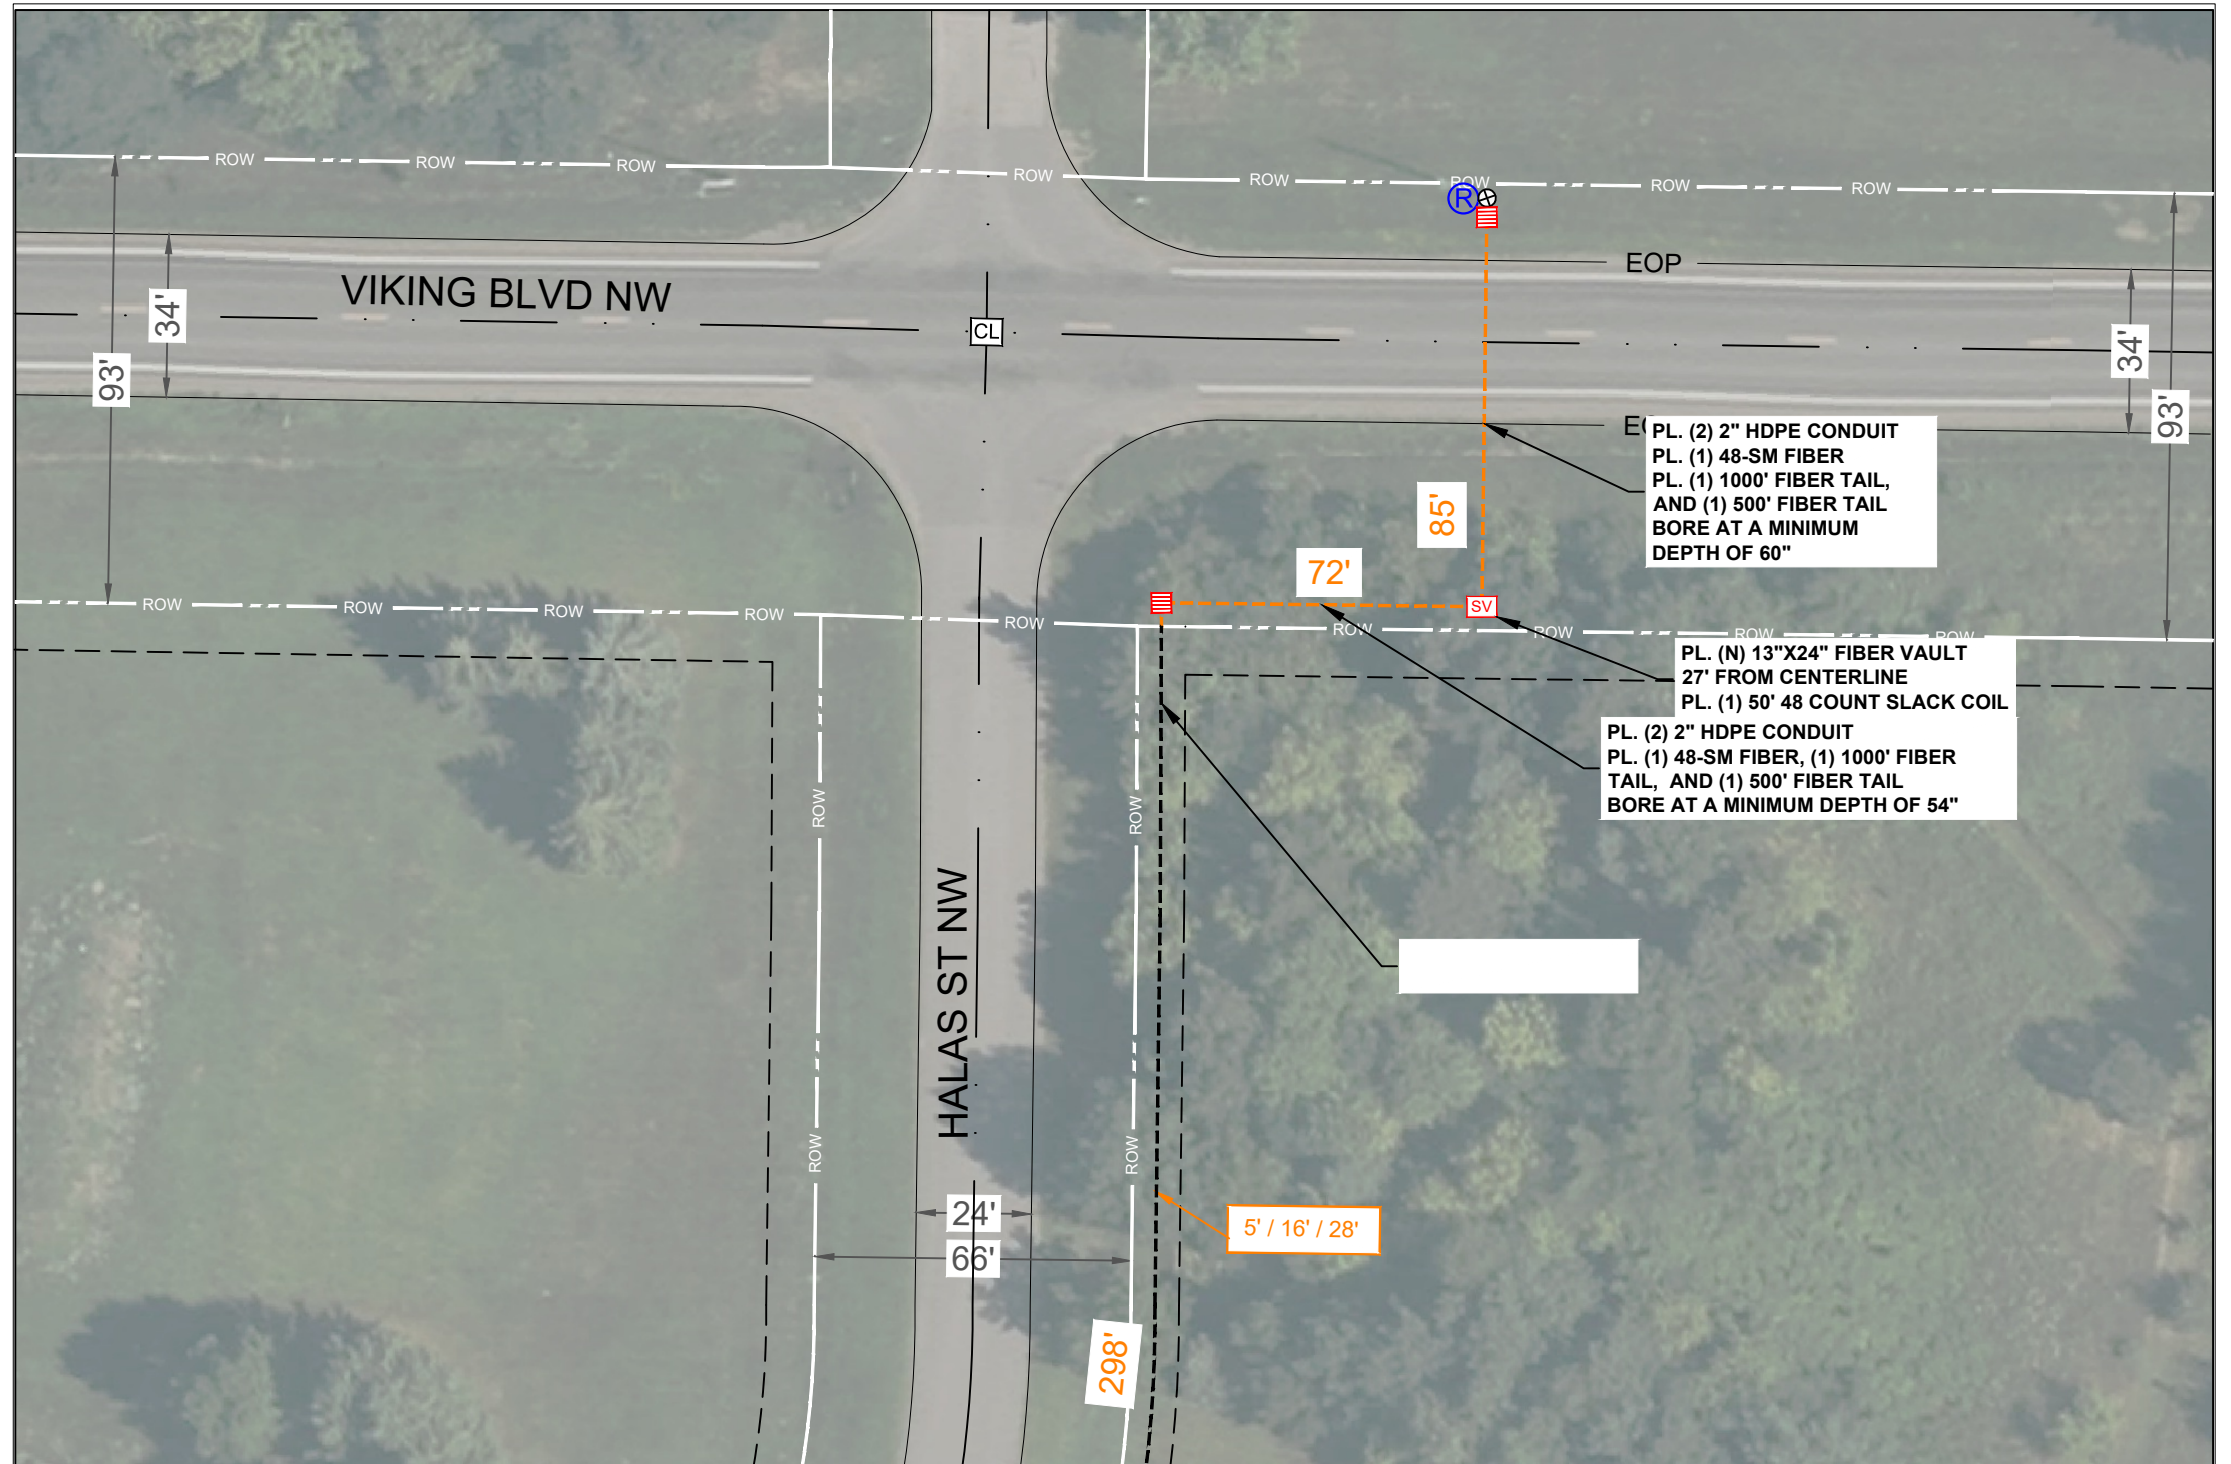 ROW
ROW
ROW
ROW
ROW
ROW
ROW
ROW
R
EOP
VIKING BLVD NW
34'
93'
CL
34'
93'
PL. (2) 2" HDPE CONDUIT
PL. (1) 48-SM FIBER
PL. (1) 1000' FIBER TAIL,
AND (1) 500' FIBER TAIL
BORE AT A MINIMUM
DEPTH OF 60"
85'
72'
SV
ROW
ROW
ROW
ROW
ROW
ROW
ROW
ROW
ROW
PL. (N) 13"X24" FIBER VAULT
27' FROM CENTERLINE
PL. (1) 50' 48 COUNT SLACK COIL
PL. (2) 2" HDPE CONDUIT
PL. (1) 48-SM FIBER, (1) 1000' FIBER
TAIL, AND (1) 500' FIBER TAIL
BORE AT A MINIMUM DEPTH OF 54"
ROW
ROW
HALAS ST NW
ROW
ROW
24'
66'
5' / 16' / 28'
298'